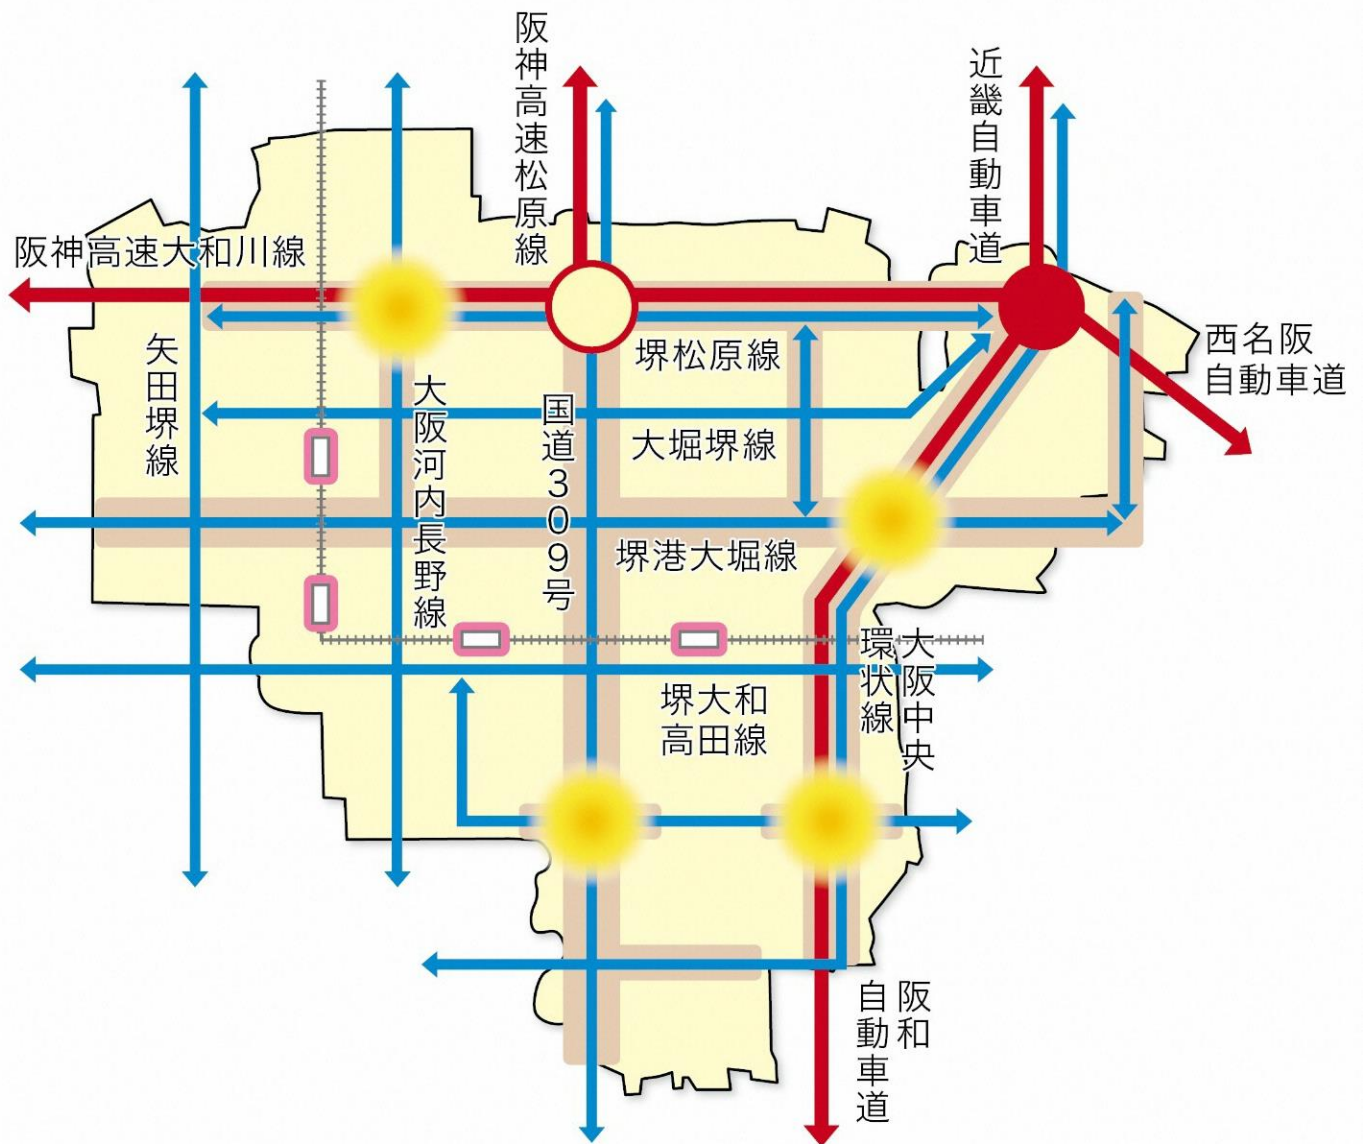 阪神高速松原線
近畿自動車道
阪神高速大和川線
西名阪
自動車道
矢田堺線
大阪河内長野線
国道309号
堺松原線
大堀堺線
堺港大堀線
大阪中央
環状線
堺大和
高田線
阪和
自動車道